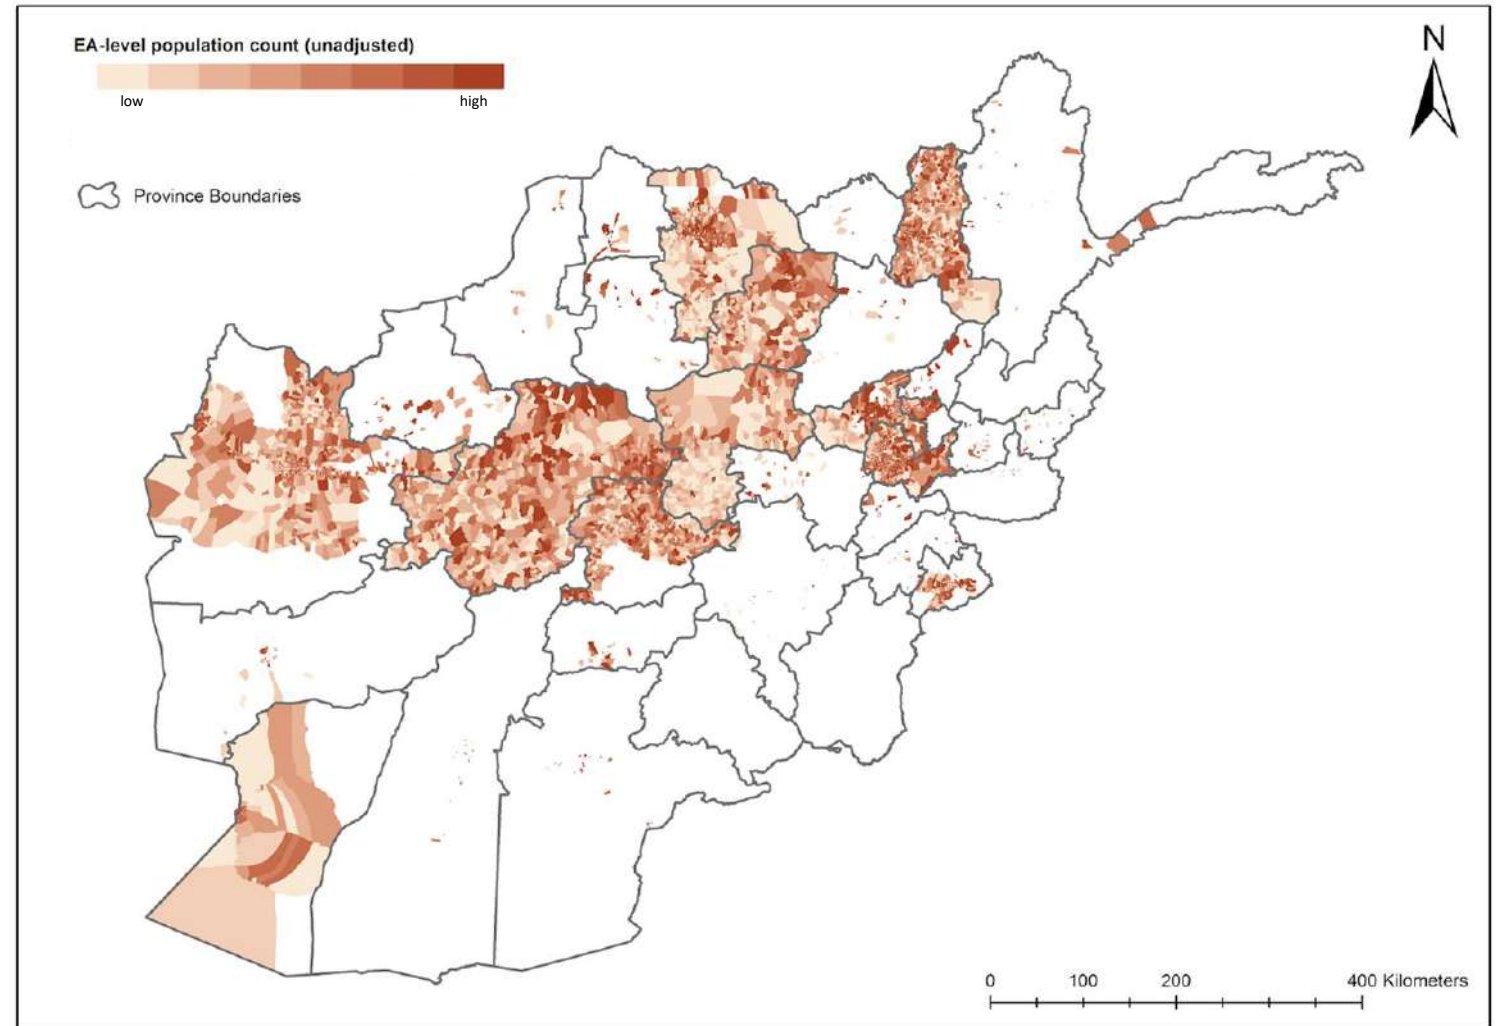 EA-level population count (unadjusted)
low high
Province Boundaries
N
0 100 200 400 Kilometers